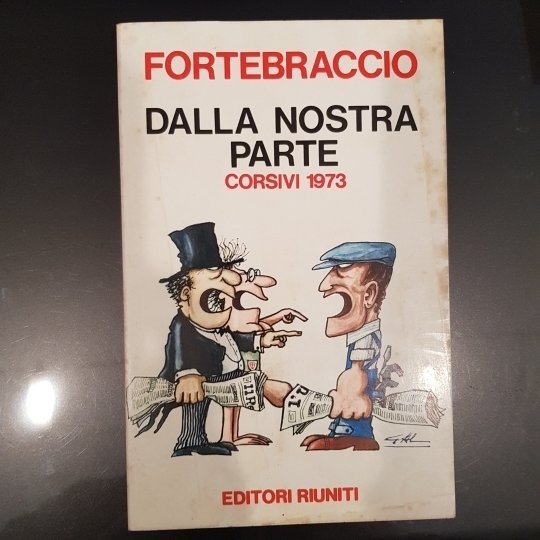 FORTEBRACCIO
DALLA NOSTRA
PARTE
CORSIVI 1973
EDITORI RIUNITI